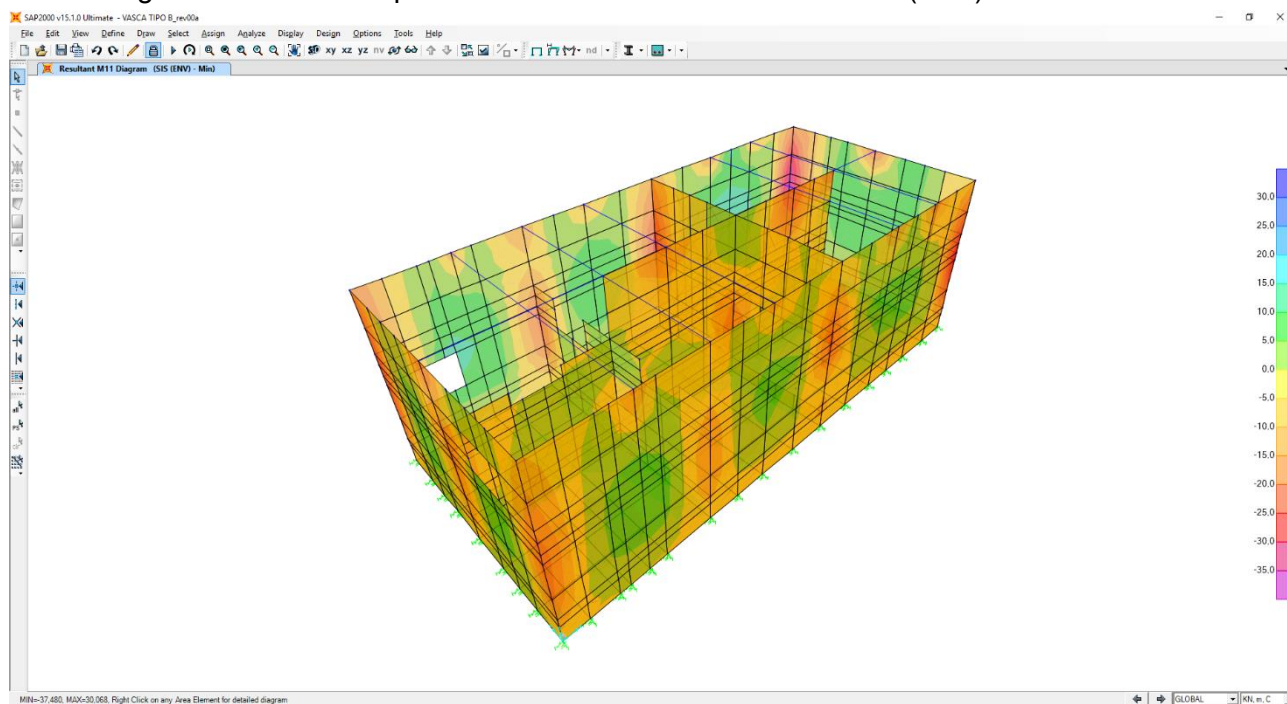 SAP2000 v15.1.0 Ultimate - VASCA TIPO B_rev00a
File Edit View Define Draw Select Assign Analyze Display Design Options Tools Help
xy xz yz nv nd
Resultant M11 Diagram (SIS (ENV) - Min)
30.0
25.0
20.0
15.0
10.0
5.0
0.0
-5.0
-10.0
-15.0
-20.0
-25.0
-30.0
-35.0
MIN=-37,480, MAX=30,068, Right Click on any Area Element for detailed diagram
GLOBAL KN, m, C